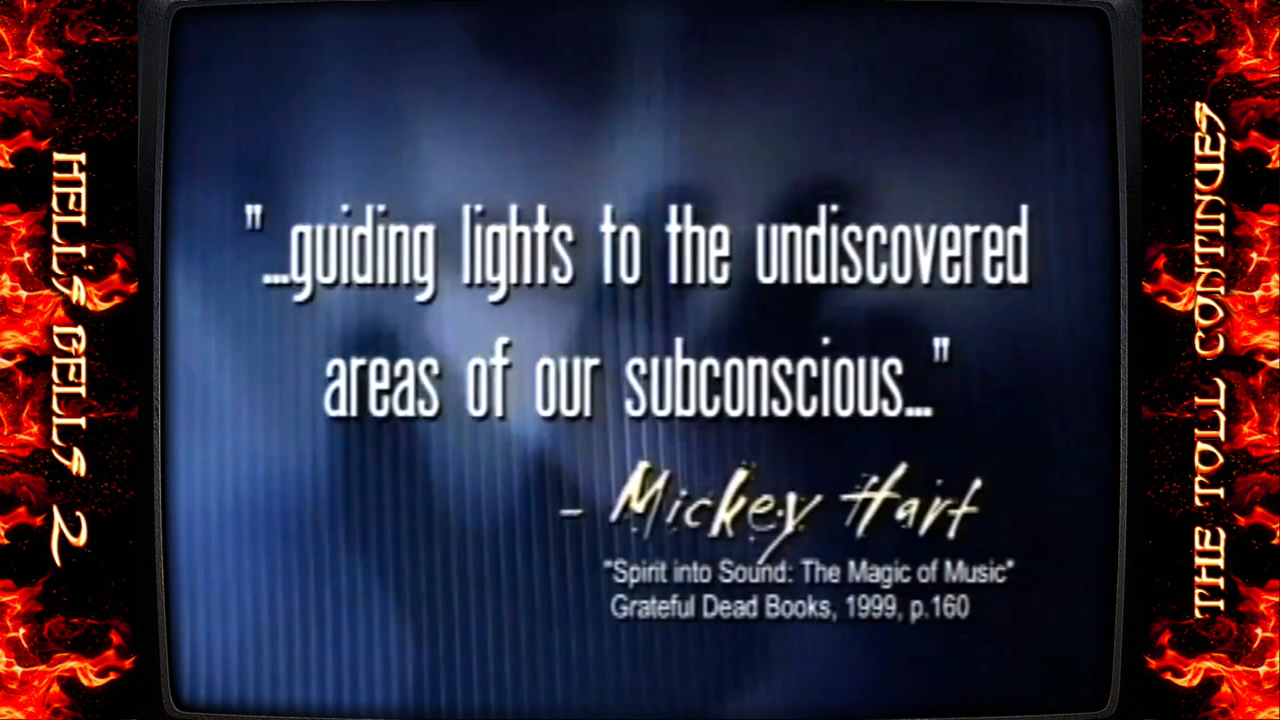 HELL'S BELLS 2
"...guiding lights to the undiscovered
areas of our subconscious..."
- Mickey Hart
"Spirit into Sound: The Magic of Music"
Grateful Dead Books, 1999, p.160
THE TOLL CONTINUES